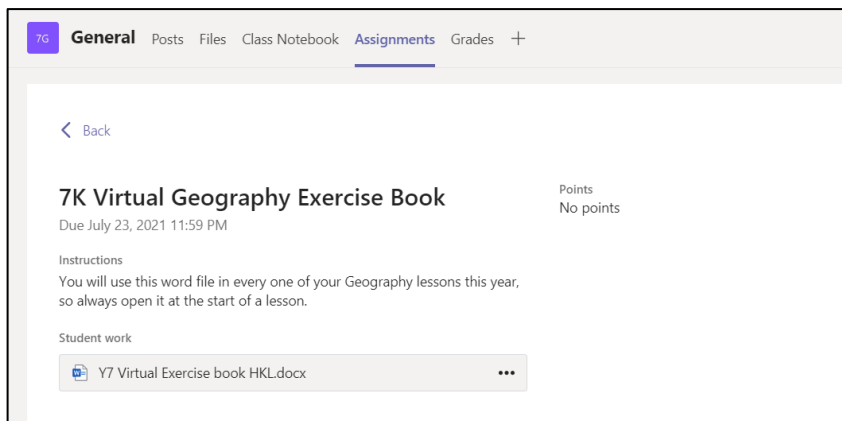 7G General Posts Files Class Notebook Assignments Grades
Back
7K Virtual Geography Exercise Book
Due July 23, 2021 11:59 PM
Instructions
You will use this word file in every one of your Geography lessons this year,
so always open it at the start of a lesson.
Student work
Y7 Virtual Exercise book HKL.docx
Points
No points